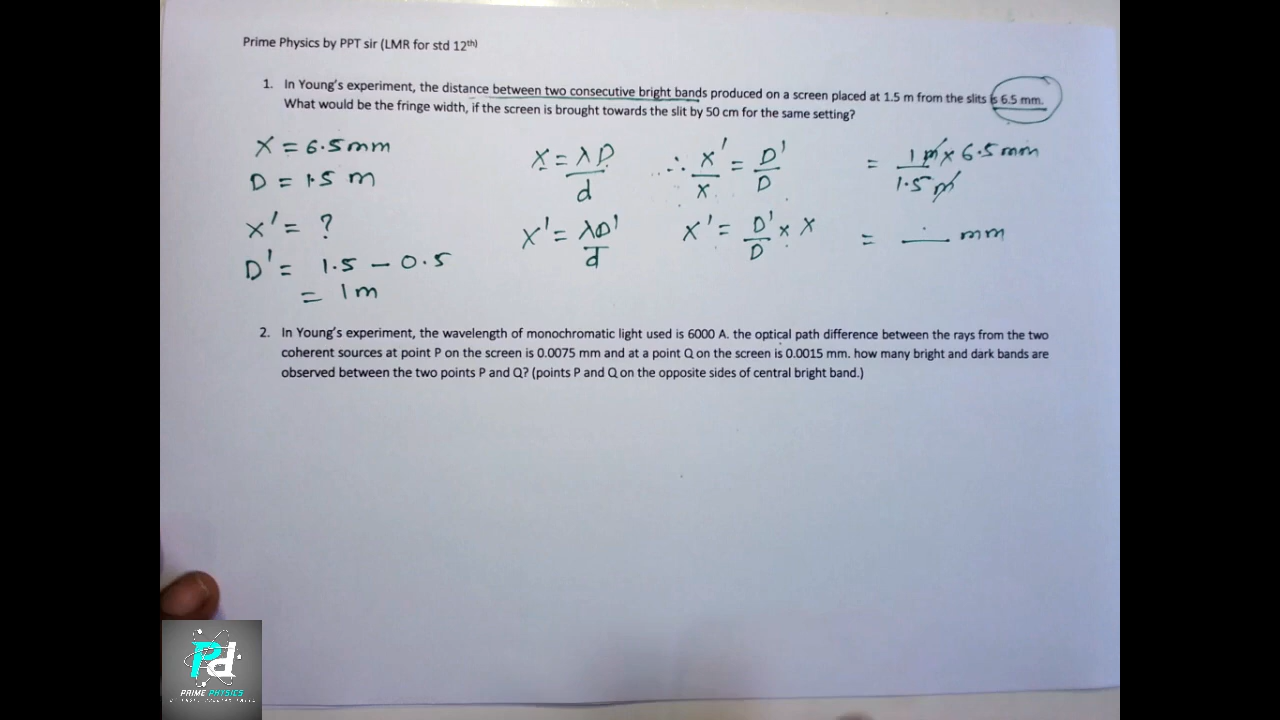 Prime Physics by PPT sir (LMR for std 12th)
1. In Young's experiment, the distance between two consecutive bright bands produced on a screen placed at 1.5 m from the slits is 6.5 mm.
What would be the fringe width, if the screen is brought towards the slit by 50 cm for the same setting?
X = 6.5 mm
D = 1.5 m
X' = ?
D' = 1.5 - 0.5
= 1 m
X = λD/d
X' = λD'/d
∴ X'/X = D'/D
X' = D'/D × X
= 1 m × 6.5 mm / 1.5 m
= __ mm
2. In Young's experiment, the wavelength of monochromatic light used is 6000 A. the optical path difference between the rays from the two
coherent sources at point P on the screen is 0.0075 mm and at a point Q on the screen is 0.0015 mm. how many bright and dark bands are
observed between the two points P and Q? (points P and Q on the opposite sides of central bright band.)
Pd
PRIME PHYSICS